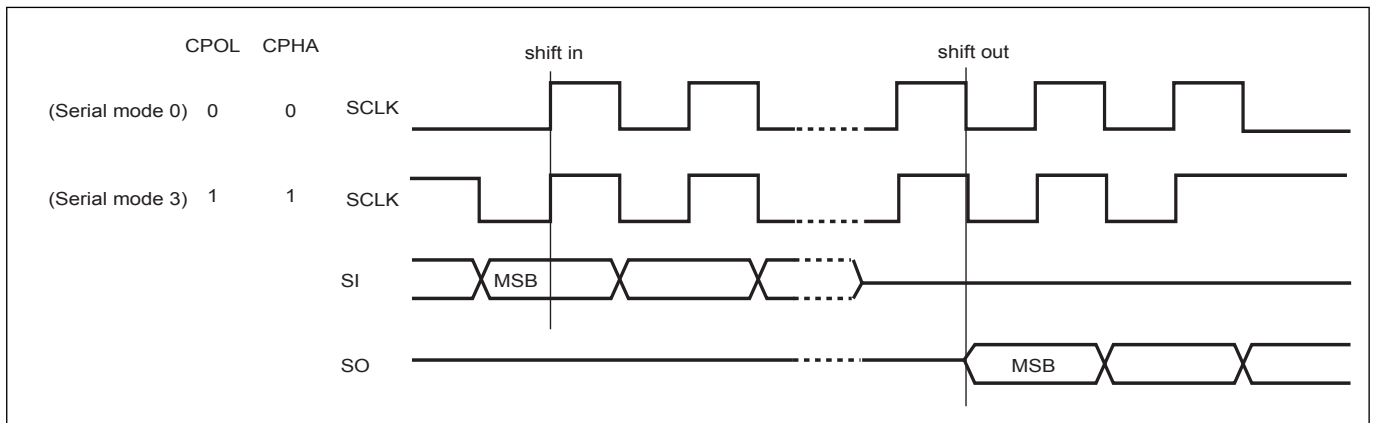 CPOL CPHA
shift in
shift out
(Serial mode 0) 0 0 SCLK
(Serial mode 3) 1 1 SCLK
SI MSB
SO MSB